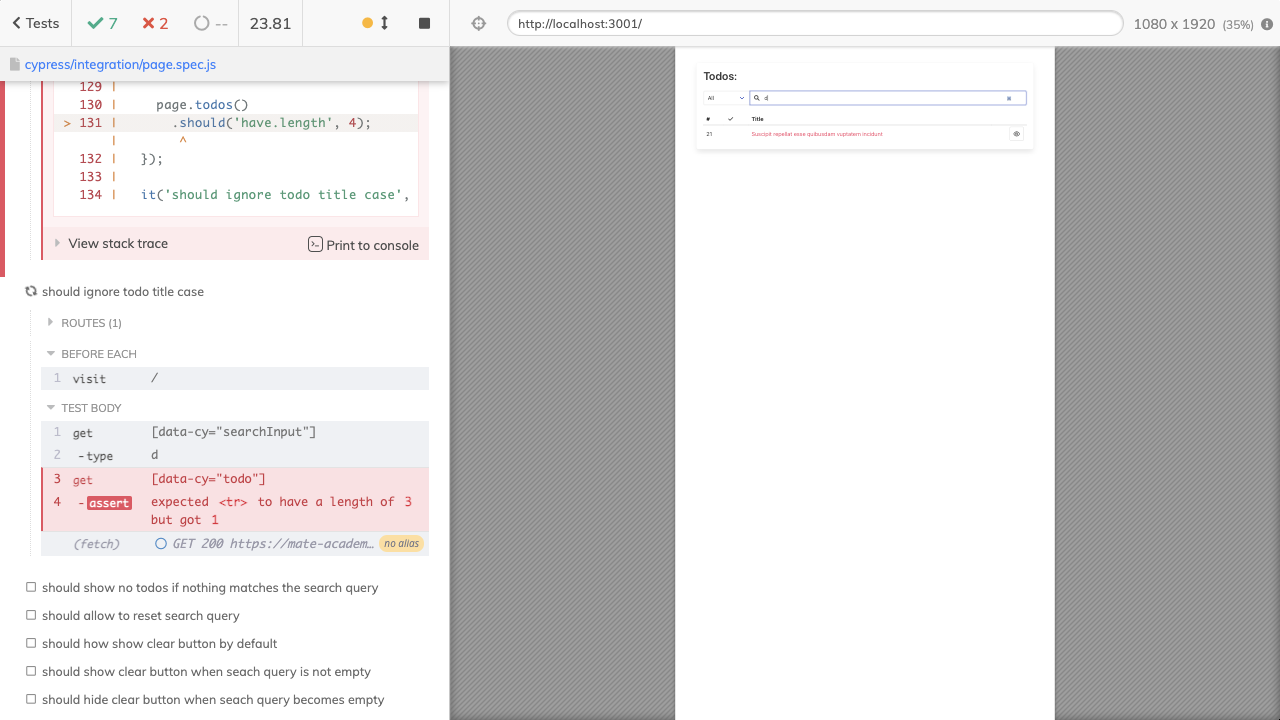 Tests
7
2
--
23.81
http://localhost:3001/
1080 x 1920 (35%)
cypress/integration/page.spec.js
129 |
130 | page.todos()
> 131 | .should('have.length', 4);
^
132 | });
133 |
134 | it('should ignore todo title case',
View stack trace
Print to console
should ignore todo title case
ROUTES (1)
BEFORE EACH
1 visit /
TEST BODY
1 get [data-cy="searchInput"]
2 -type d
3 get [data-cy="todo"]
4 -assert expected <tr> to have a length of 3
but got 1
(fetch) GET 200 https://mate-academ… no alias
should show no todos if nothing matches the search query
should allow to reset search query
should how show clear button by default
should show clear button when seach query is not empty
should hide clear button when seach query becomes empty
Todos:
All
d
# Title
21 Suscipit repellat esse quibusdam vuptatem incidunt